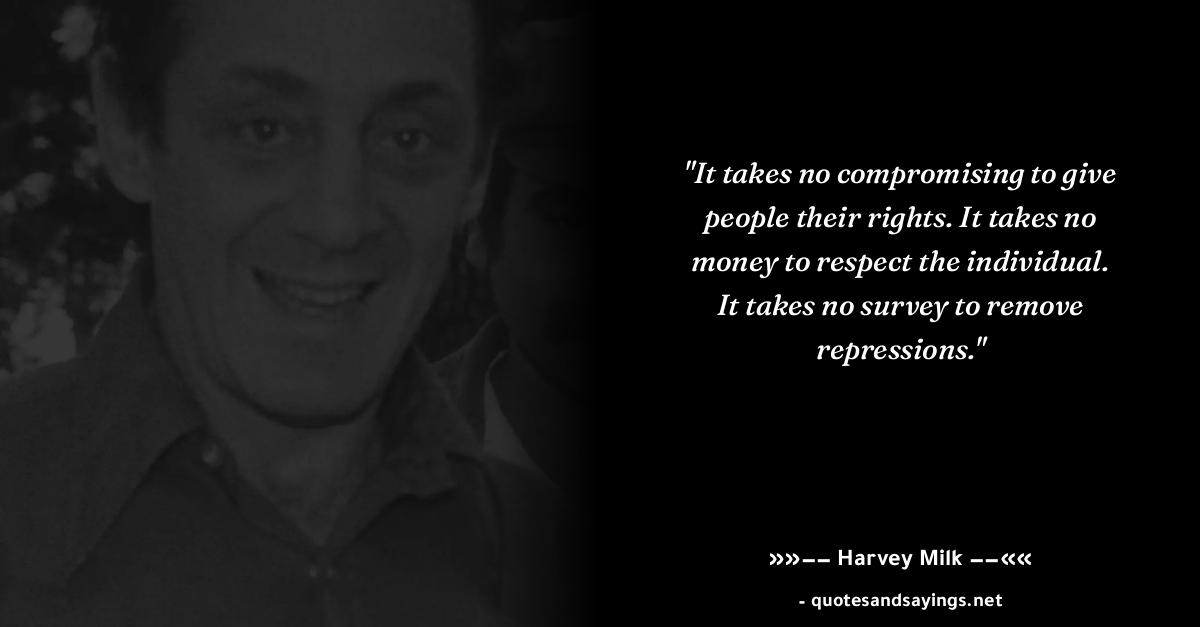 "It takes no compromising to give
people their rights. It takes no
money to respect the individual.
It takes no survey to remove
repressions."
»»−− Harvey Milk −−««
- quotesandsayings.net